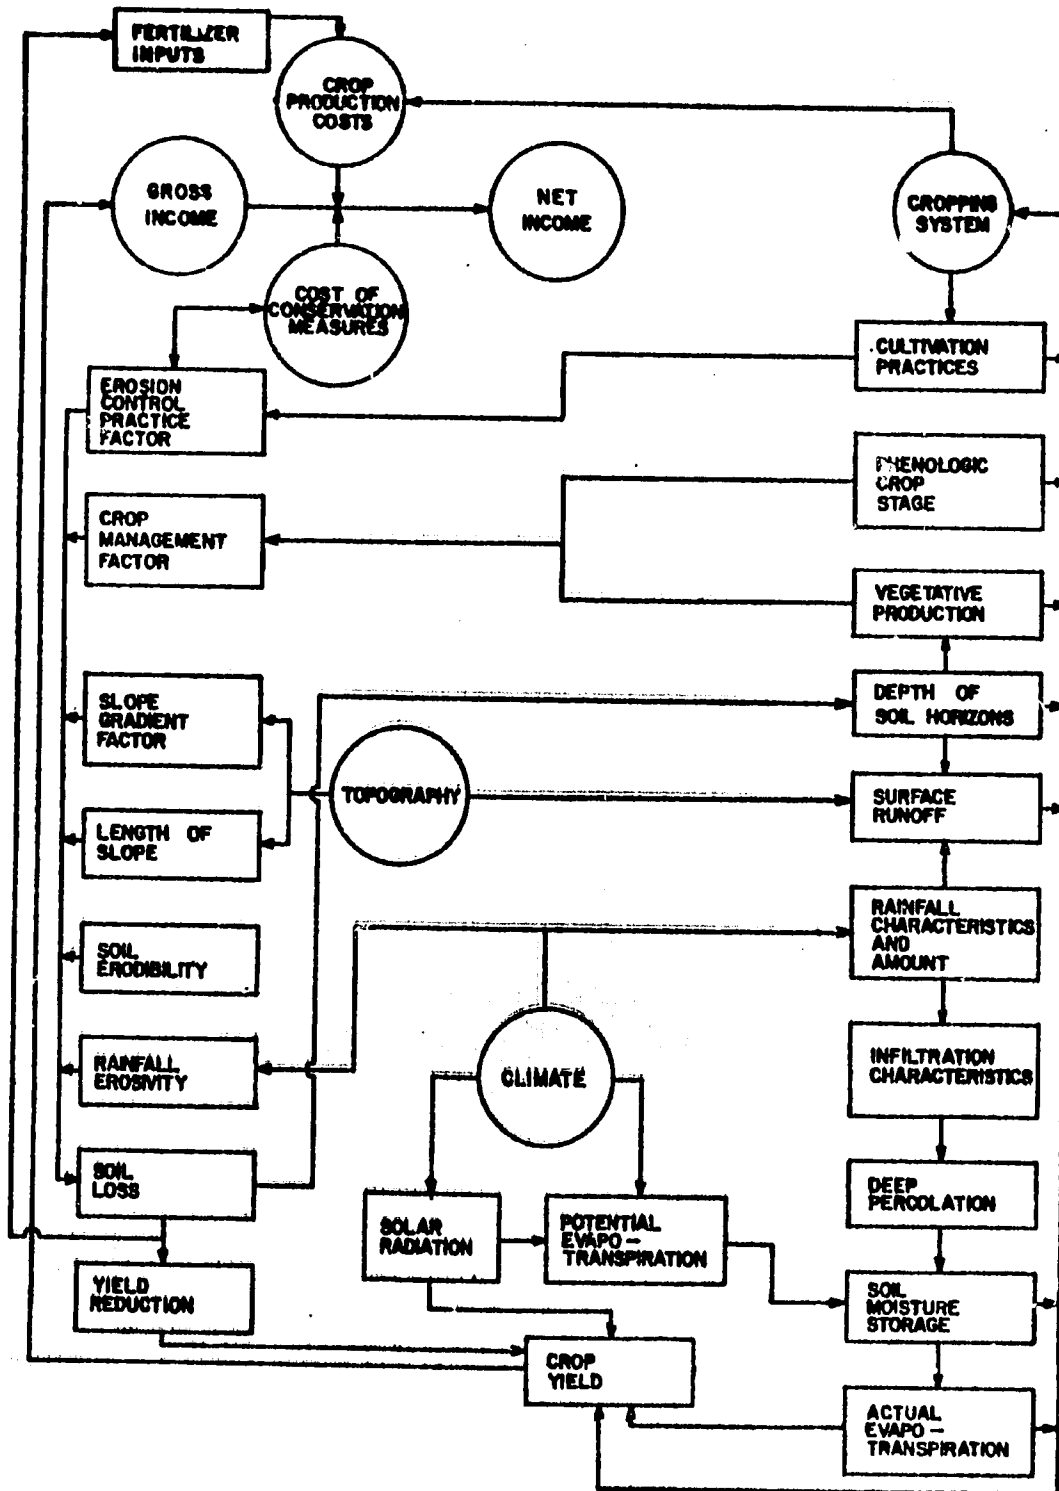 FERTILIZER
INPUTS
CROP
PRODUCTION
COSTS
GROSS
INCOME
NET
INCOME
CROPPING
SYSTEM
COST OF
CONSERVATION
MEASURES
CULTIVATION
PRACTICES
EROSION
CONTROL
PRACTICE
FACTOR
PHENOLOGIC
CROP
STAGE
CROP
MANAGEMENT
FACTOR
VEGETATIVE
PRODUCTION
SLOPE
GRADIENT
FACTOR
DEPTH OF
SOIL HORIZONS
TOPOGRAPHY
SURFACE
RUNOFF
LENGTH OF
SLOPE
RAINFALL
CHARACTERISTICS
AND
AMOUNT
SOIL
ERODIBILITY
RAINFALL
EROSIVITY
CLIMATE
INFILTRATION
CHARACTERISTICS
SOIL
LOSS
DEEP
PERCOLATION
SOLAR
RADIATION
POTENTIAL
EVAPO-
TRANSPIRATION
YIELD
REDUCTION
SOIL
MOISTURE
STORAGE
CROP
YIELD
ACTUAL
EVAPO-
TRANSPIRATION